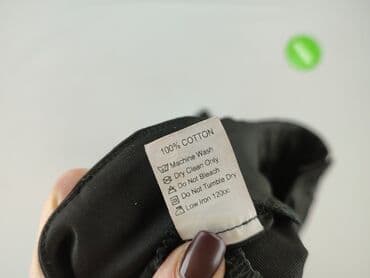 100% COTTON
Machine Wash
Dry Clean Only
Do Not Bleach
Do Not Tumble Dry
Low Iron 120oc